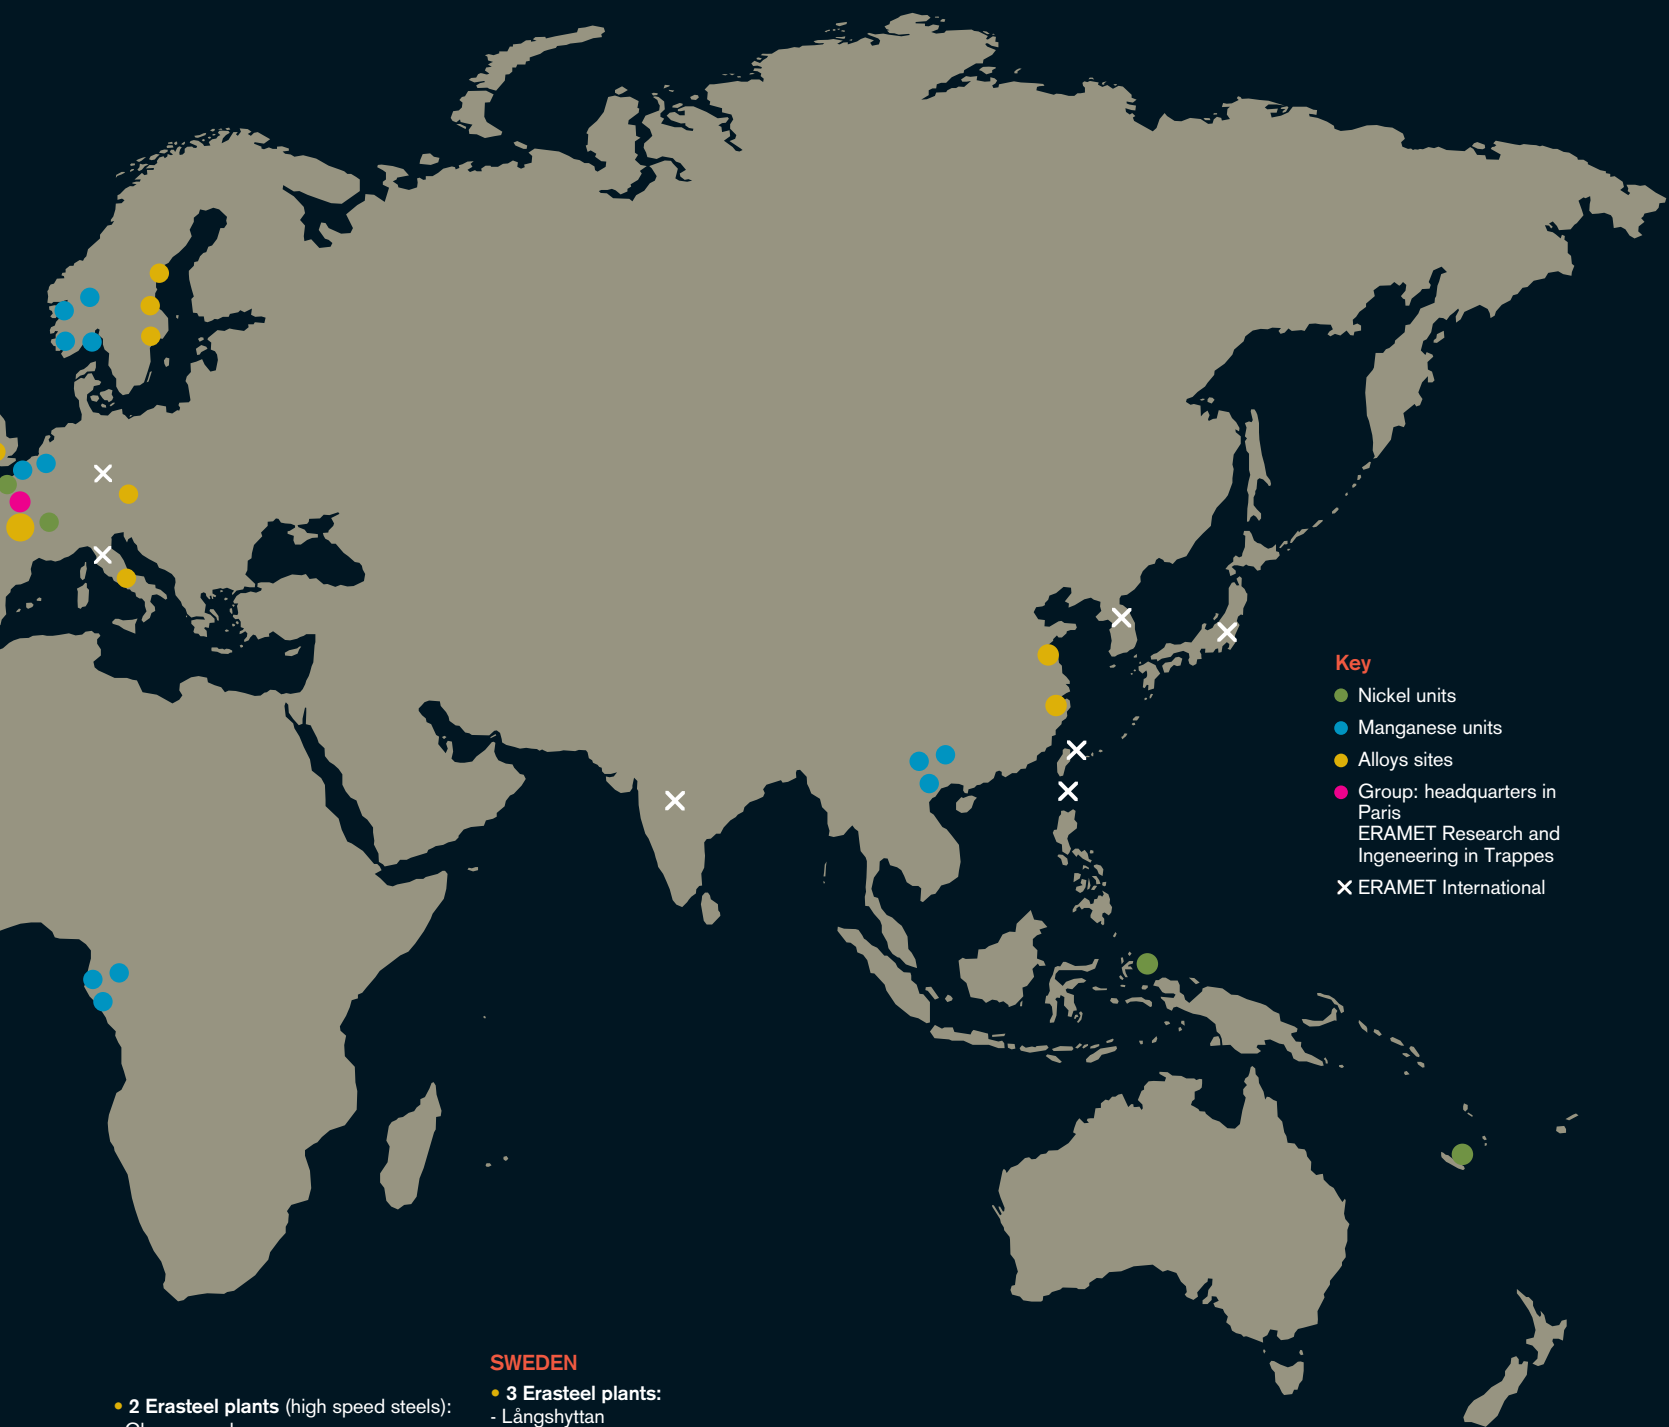 Key
Nickel units
Manganese units
Alloys sites
Group: headquarters in
Paris
ERAMET Research and
Ingeneering in Trappes
ERAMET International
• 2 Erasteel plants (high speed steels):
SWEDEN
• 3 Erasteel plants:
- Långshyttan